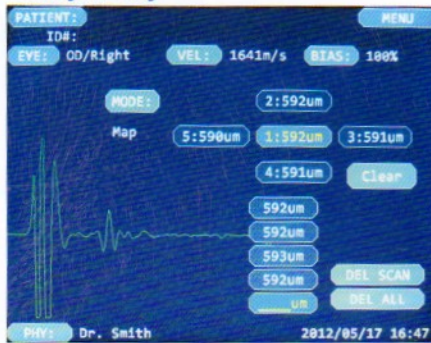 PATIENT: MENU
ID#:
EYE: OD/Right VEL: 1641m/s BIAS: 100%
MODE: 2:592um
Map 5:590um 1:592um 3:591um
4:591um Clear
592um
592um
593um
592um DEL SCAN
____um DEL ALL
PHY: Dr. Smith 2012/05/17 16:47